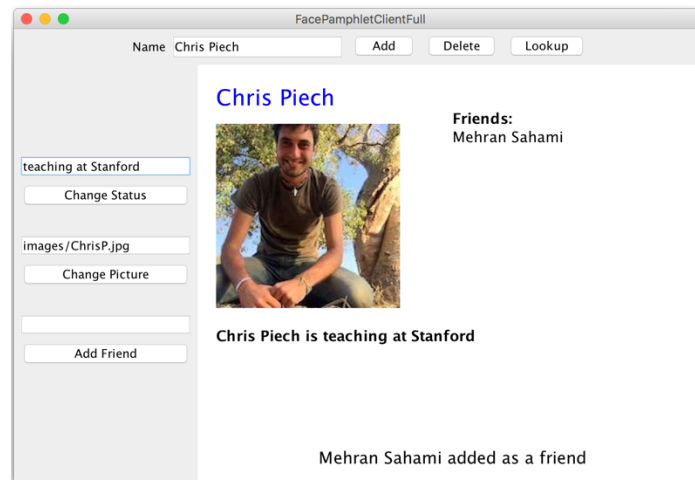 FacePamphletClientFull
Name Chris Piech Add Delete Lookup
Chris Piech
Friends:
Mehran Sahami
teaching at Stanford
Change Status
images/ChrisP.jpg
Change Picture
Chris Piech is teaching at Stanford
Add Friend
Mehran Sahami added as a friend